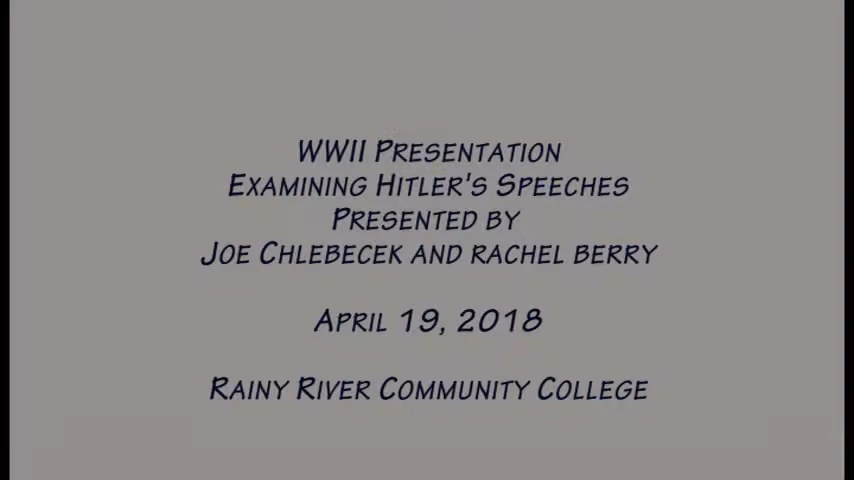 WWII Presentation
Examining Hitler's Speeches
Presented by
Joe Chlebecek and rachel berry
April 19, 2018
Rainy River Community College